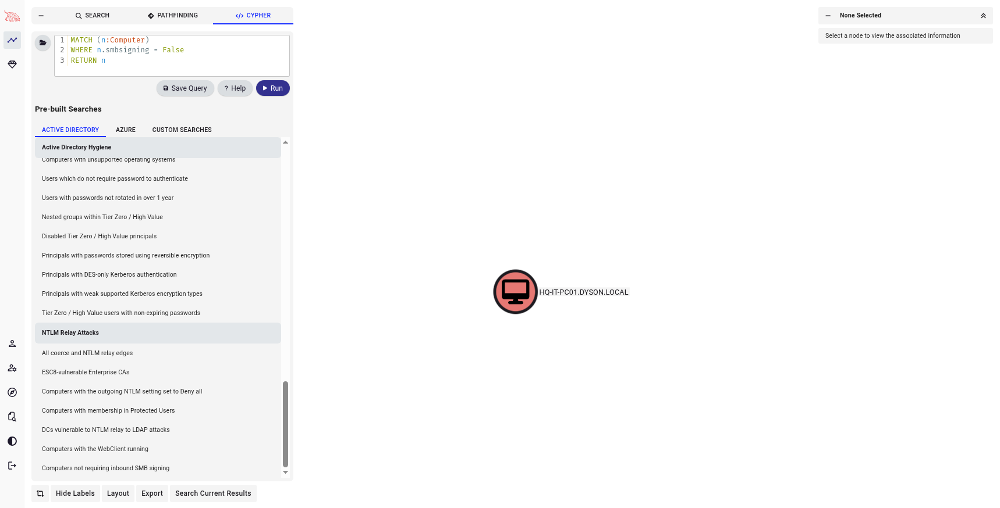 SEARCH
PATHFINDING
</> CYPHER
1 MATCH (n:Computer)
2 WHERE n.smbsigning = False
3 RETURN n
Save Query
? Help
Run
Pre-built Searches
ACTIVE DIRECTORY
AZURE
CUSTOM SEARCHES
Active Directory Hygiene
Computers with unsupported operating systems
Users which do not require password to authenticate
Users with passwords not rotated in over 1 year
Nested groups within Tier Zero / High Value
Disabled Tier Zero / High Value principals
Principals with passwords stored using reversible encryption
Principals with DES-only Kerberos authentication
Principals with weak supported Kerberos encryption types
Tier Zero / High Value users with non-expiring passwords
NTLM Relay Attacks
All coerce and NTLM relay edges
ESC8-vulnerable Enterprise CAs
Computers with the outgoing NTLM setting set to Deny all
Computers with membership in Protected Users
DCs vulnerable to NTLM relay to LDAP attacks
Computers with the WebClient running
Computers not requiring inbound SMB signing
Hide Labels
Layout
Export
Search Current Results
HQ-IT-PC01.DYSON.LOCAL
None Selected
Select a node to view the associated information